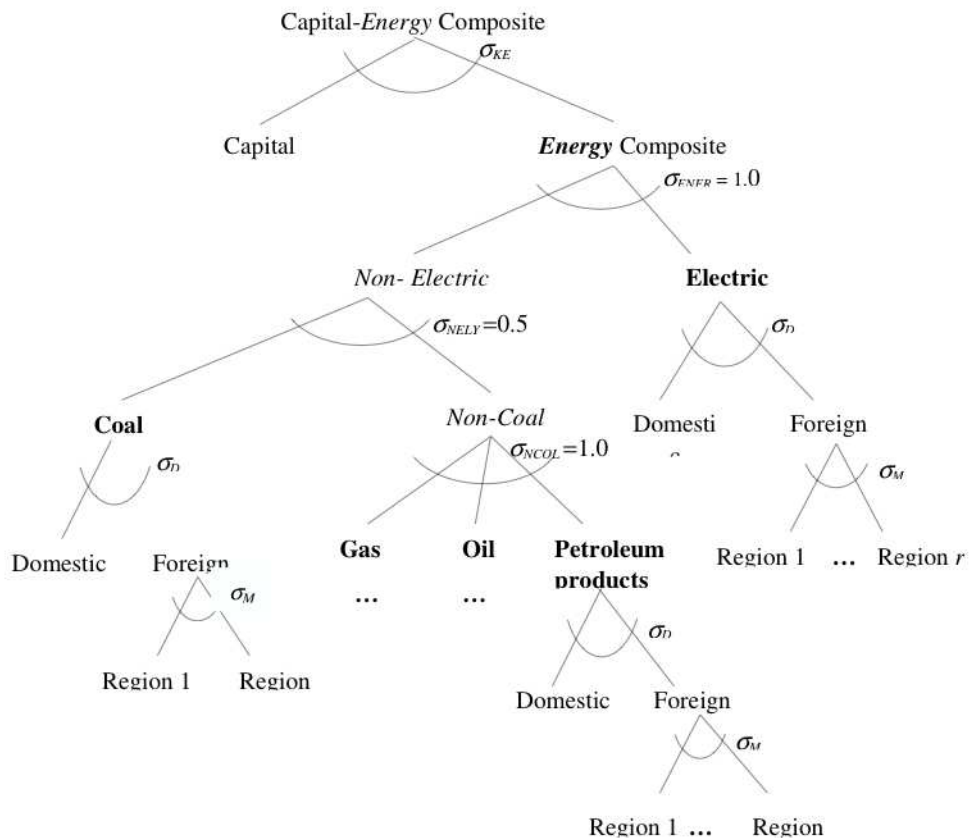 Capital-Energy Composite
σKE
Capital
Energy Composite
σENER = 1.0
Non- Electric
Electric
σNELY=0.5
σD
Coal
Non-Coal
Domesti
Foreign
σD
σNCOL=1.0
σM
Domestic
Foreign
Gas
Oil
Petroleum
products
Region 1 ... Region r
... ...
σM
σD
Region 1
Region
Domestic
Foreign
σM
Region 1 ... Region